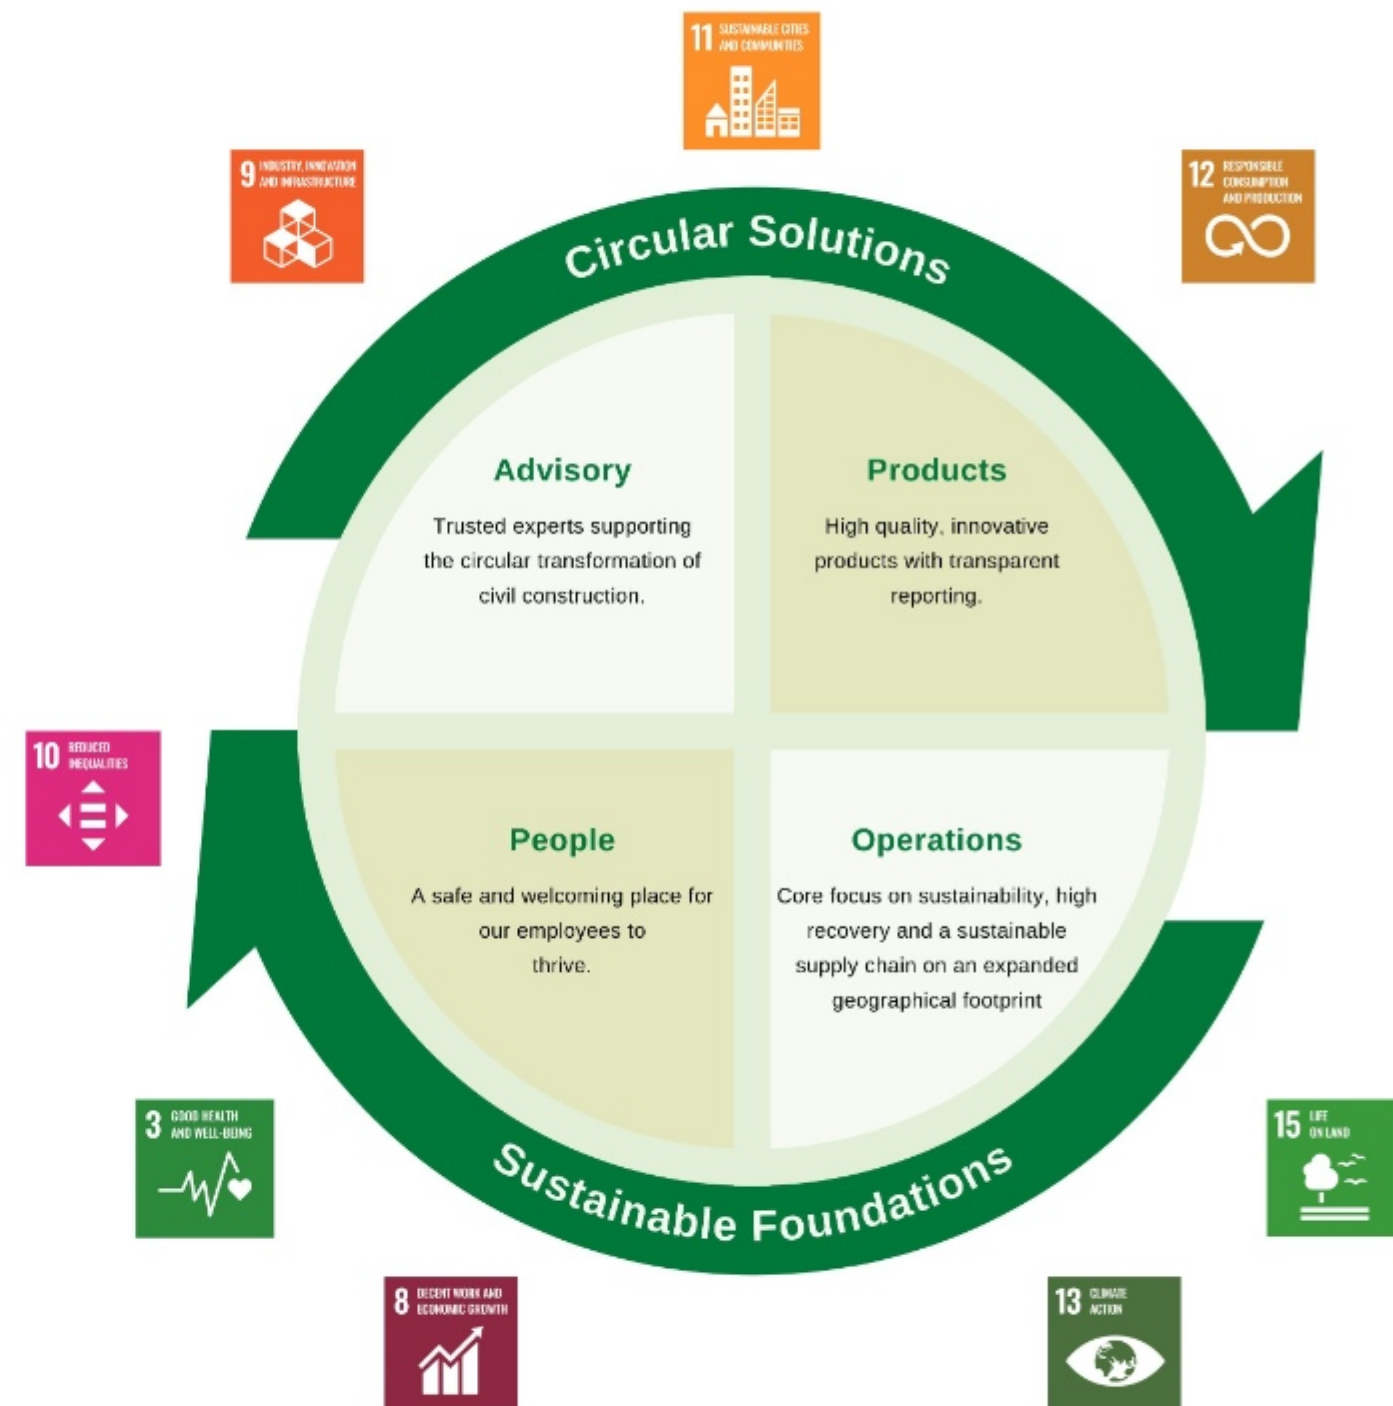 11 SUSTAINABLE CITIES
AND COMMUNITIES
9 INDUSTRY, INNOVATION
AND INFRASTRUCTURE
12 RESPONSIBLE
CONSUMPTION
AND PRODUCTION
Circular Solutions
Advisory
Trusted experts supporting
the circular transformation of
civil construction.
Products
High quality, innovative
products with transparent
reporting.
10 REDUCED
INEQUALITIES
People
A safe and welcoming place for
our employees to
thrive.
Operations
Core focus on sustainability, high
recovery and a sustainable
supply chain on an expanded
geographical footprint
3 GOOD HEALTH
AND WELL-BEING
15 LIFE
ON LAND
Sustainable Foundations
8 DECENT WORK AND
ECONOMIC GROWTH
13 CLIMATE
ACTION